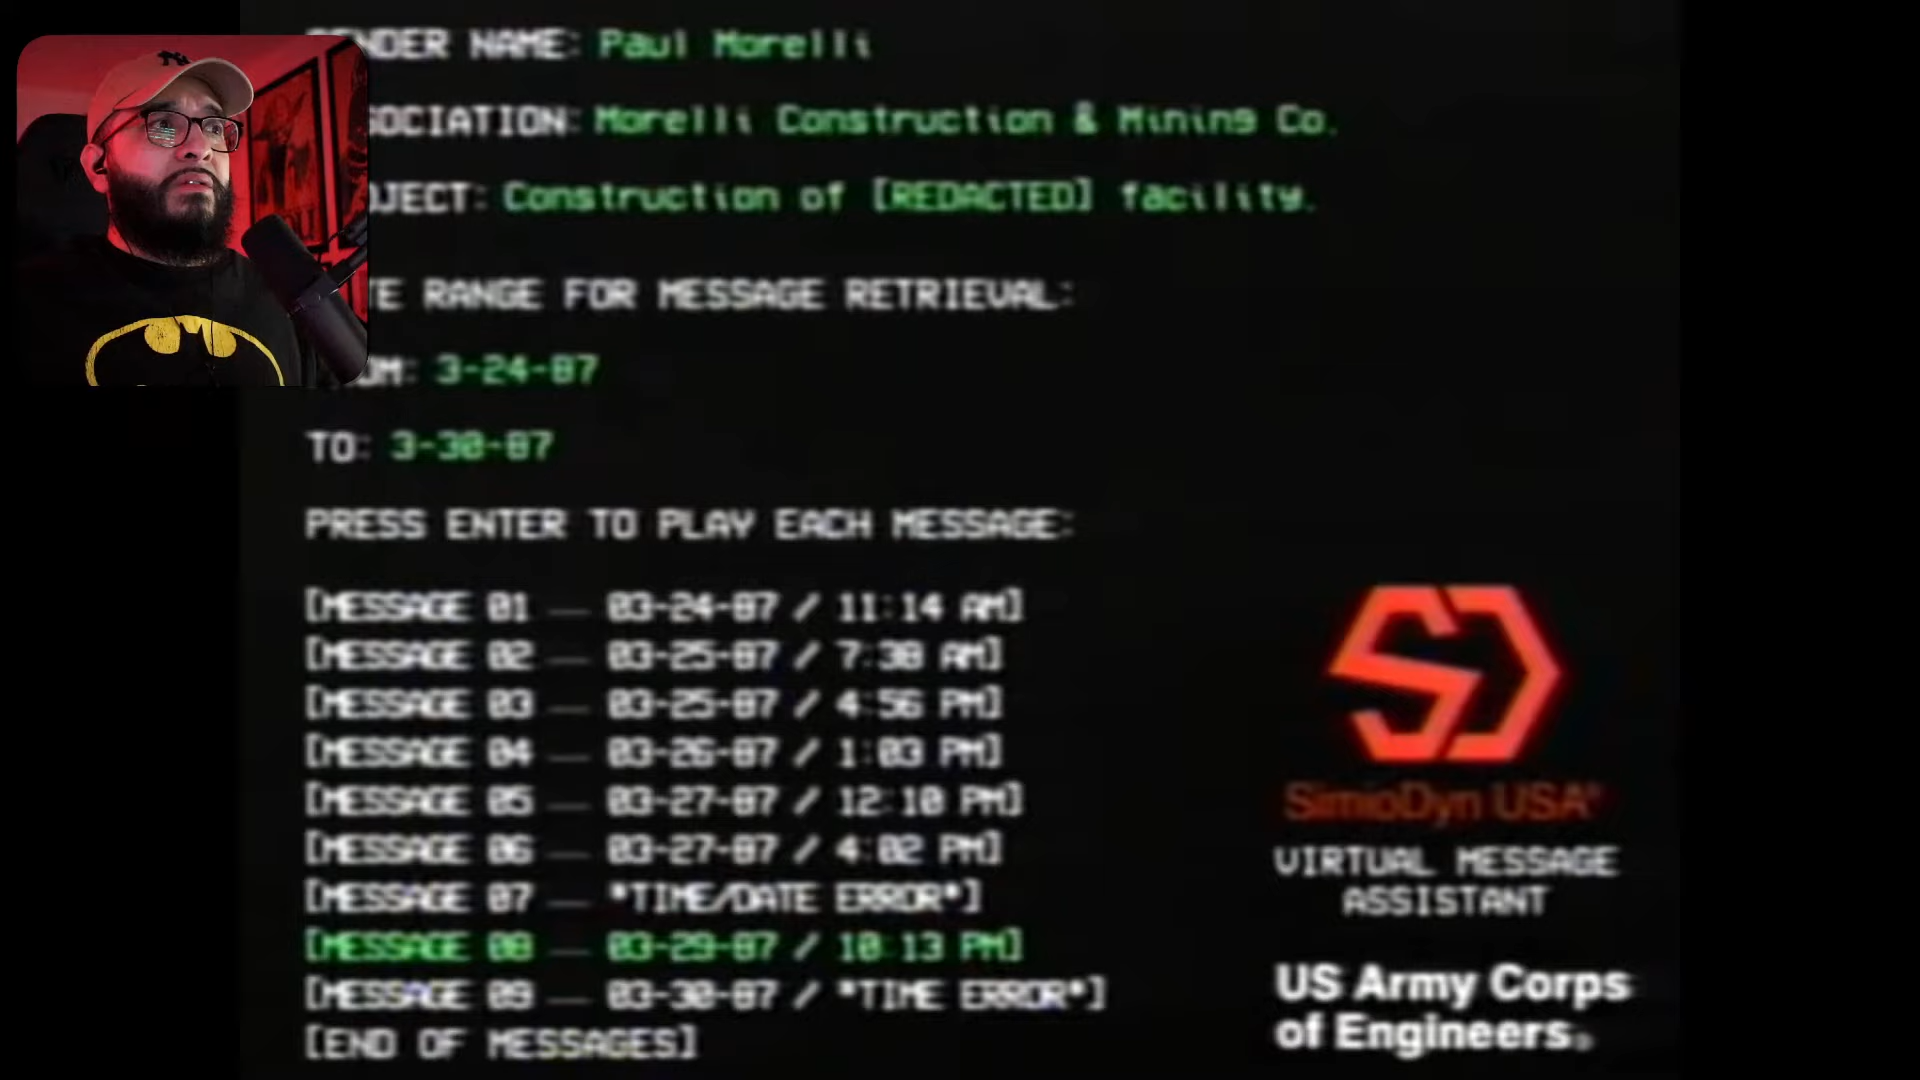 ENDER NAME: Paul Morelli
SOCIATION: Morelli Construction & Mining Co.
OJECT: Construction of [REDACTED] facility.
TE RANGE FOR MESSAGE RETRIEVAL:
OM: 3-24-87
TO: 3-30-87
PRESS ENTER TO PLAY EACH MESSAGE:
[MESSAGE 01 — 03-24-87 / 11:14 AM]
[MESSAGE 02 — 03-25-87 / 7:38 AM]
[MESSAGE 03 — 03-25-87 / 4:56 PM]
[MESSAGE 04 — 03-26-87 / 1:03 PM]
[MESSAGE 05 — 03-27-87 / 12:10 PM]
[MESSAGE 06 — 03-27-87 / 4:02 PM]
[MESSAGE 07 — *TIME/DATE ERROR*]
[MESSAGE 08 — 03-29-87 / 10:13 PM]
[MESSAGE 09 — 03-30-87 / *TIME ERROR*]
[END OF MESSAGES]
SD
SimioDyn USA®
VIRTUAL MESSAGE
ASSISTANT
US Army Corps
of Engineers®
NY